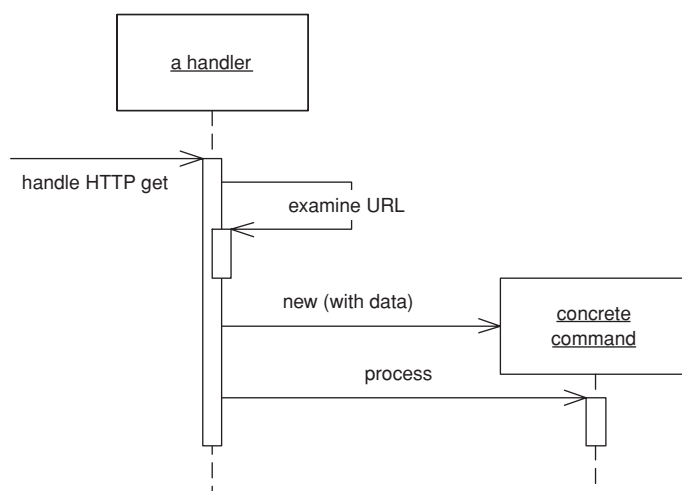 a handler
handle HTTP get
examine URL
new (with data)
concrete
command
process